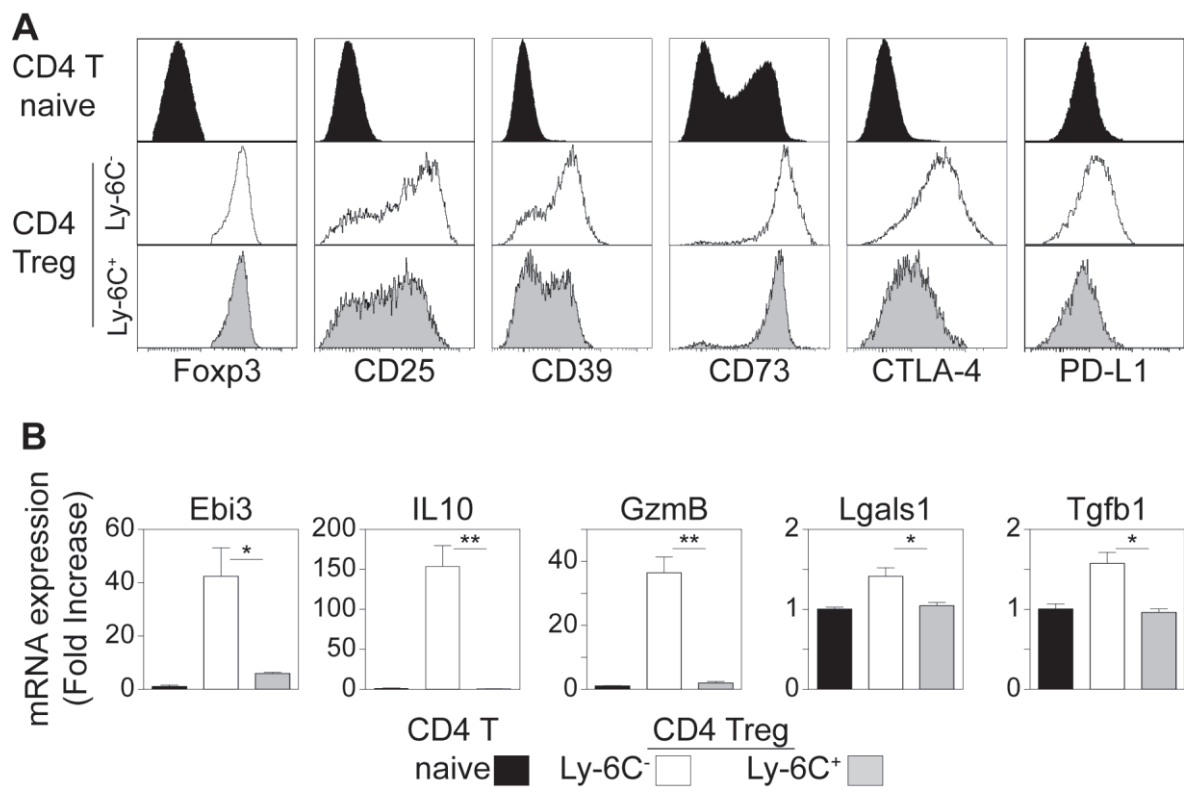 A
CD4 T
naive
CD4
Treg
Ly-6C-
Ly-6C+
Foxp3 CD25 CD39 CD73 CTLA-4 PD-L1
B
mRNA expression
(Fold Increase)
Ebi3 IL10 GzmB Lgals1 Tgfb1
60 200 40 2 2
* ** ** * *
40 150 20 1 1
20 100 0 0 0
0 50
0
CD4 T CD4 Treg
naive Ly-6C- Ly-6C+